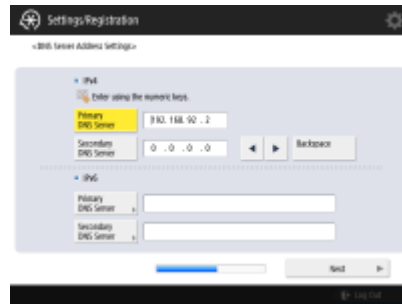 Settings/Registration
<DNS Server Address Settings>
IPv4
Enter using the numeric keys.
Primary
DNS Server
192. 168. 92 . 2
Secondary
DNS Server
0 . 0 . 0 . 0
Backspace
IPv6
Primary
DNS Server
Secondary
DNS Server
Next
Log Out